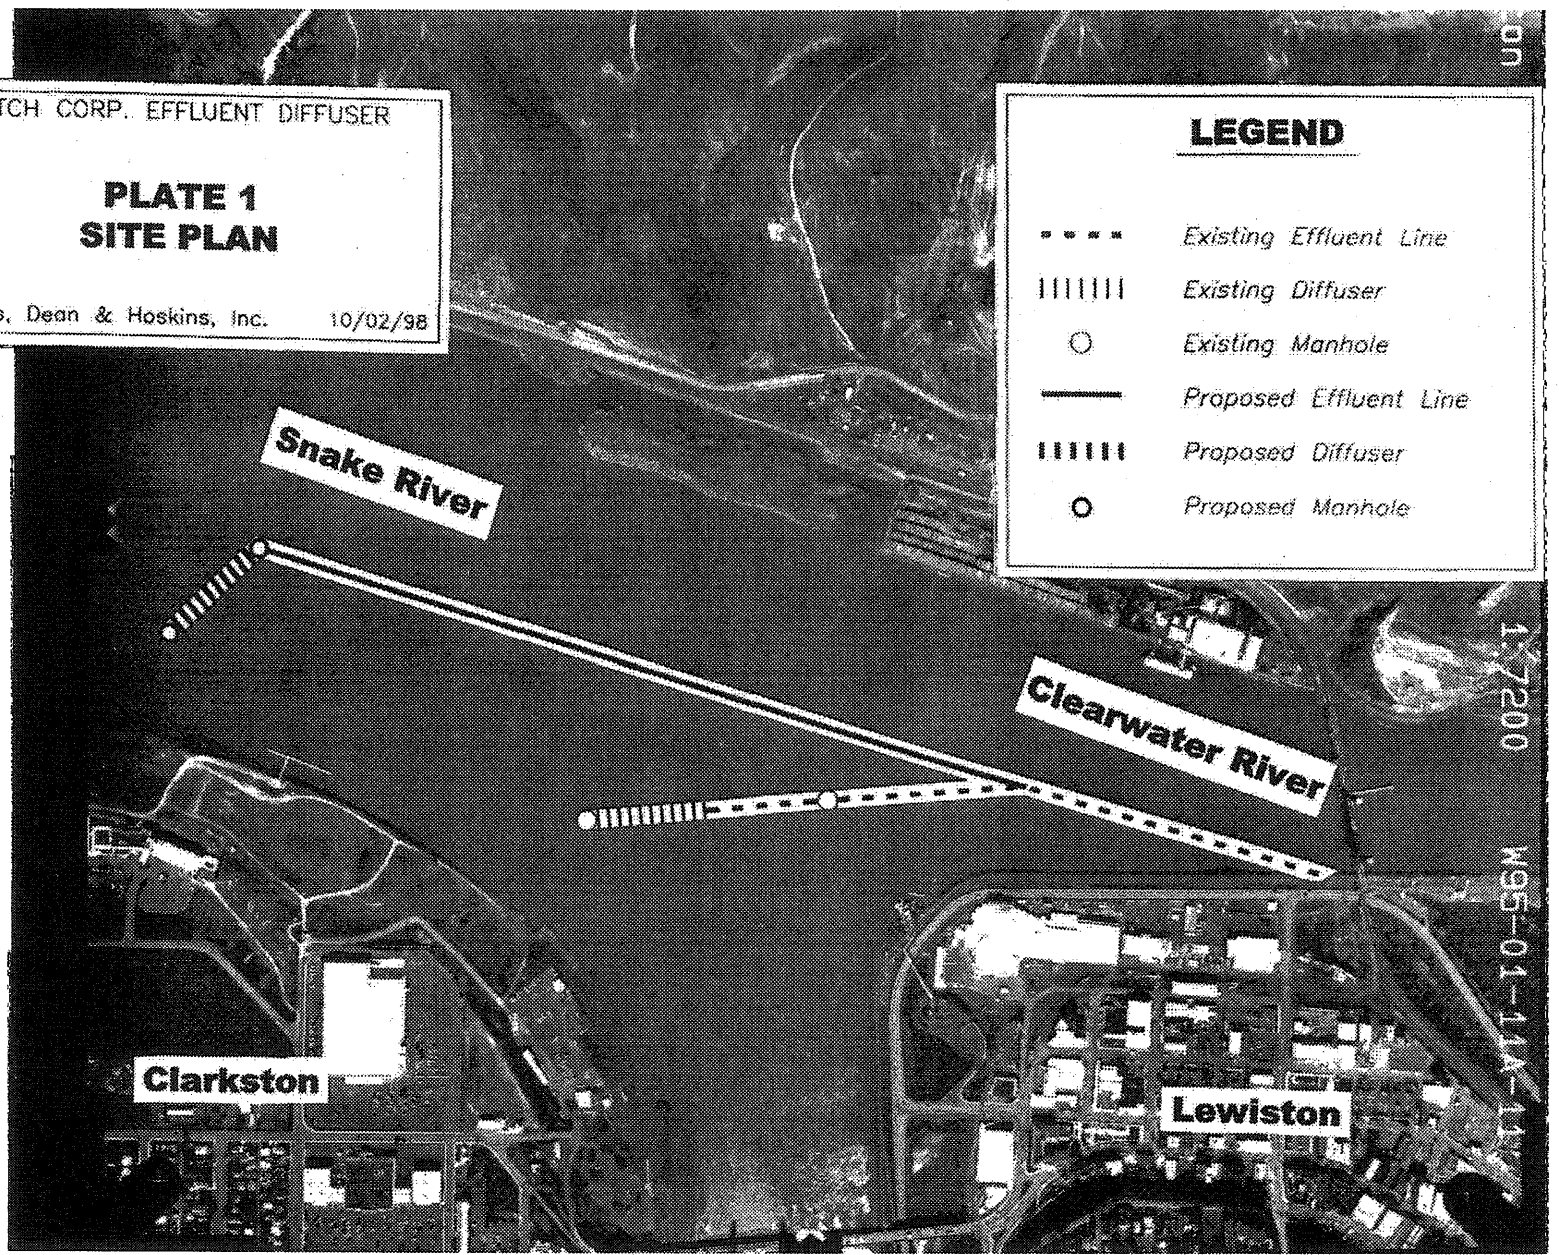 CORP. EFFLUENT DIFFUSER
PLATE 1
SITE PLAN
Dean & Hoskins, Inc. 10/02/98
LEGEND
Existing Effluent Line
Existing Diffuser
Existing Manhole
Proposed Effluent Line
Proposed Diffuser
Proposed Manhole
Snake River
Clearwater River
Clarkston
Lewiston
1:7200